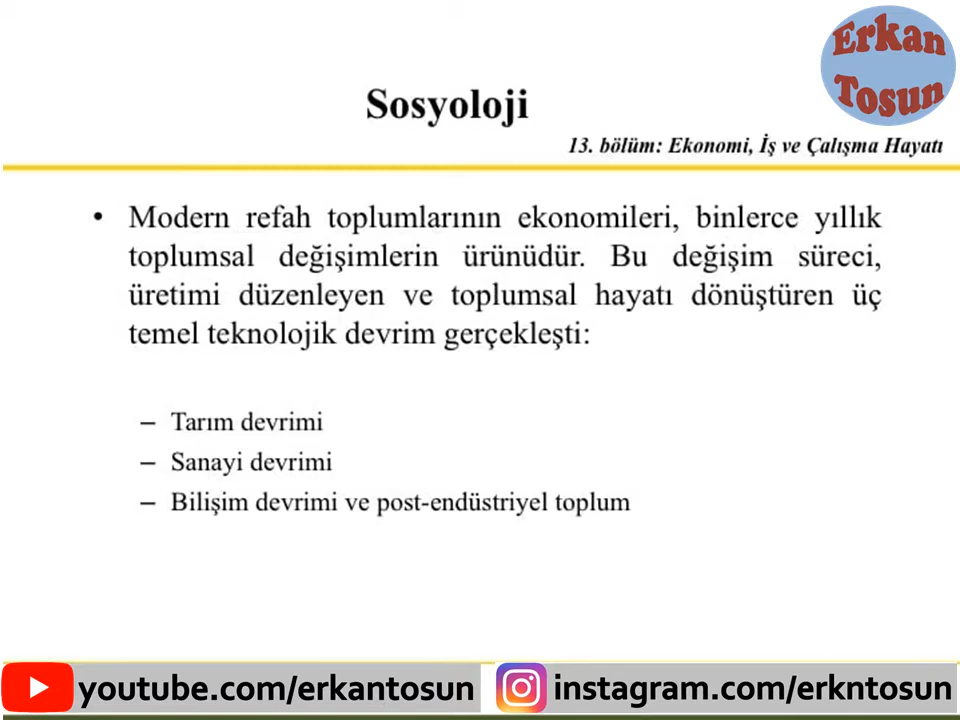 Erkan
Tosun
Sosyoloji
13. bölüm: Ekonomi, İş ve Çalışma Hayatı
• Modern refah toplumlarının ekonomileri, binlerce yıllık
toplumsal değişimlerin ürünüdür. Bu değişim süreci,
üretimi düzenleyen ve toplumsal hayatı dönüştüren üç
temel teknolojik devrim gerçekleşti:
– Tarım devrimi
– Sanayi devrimi
– Bilişim devrimi ve post-endüstriyel toplum
youtube.com/erkantosun
instagram.com/erkntosun